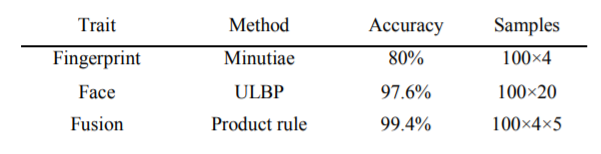 Trait Method Accuracy Samples
Fingerprint Minutiae 80% 100×4
Face ULBP 97.6% 100×20
Fusion Product rule 99.4% 100×4×5